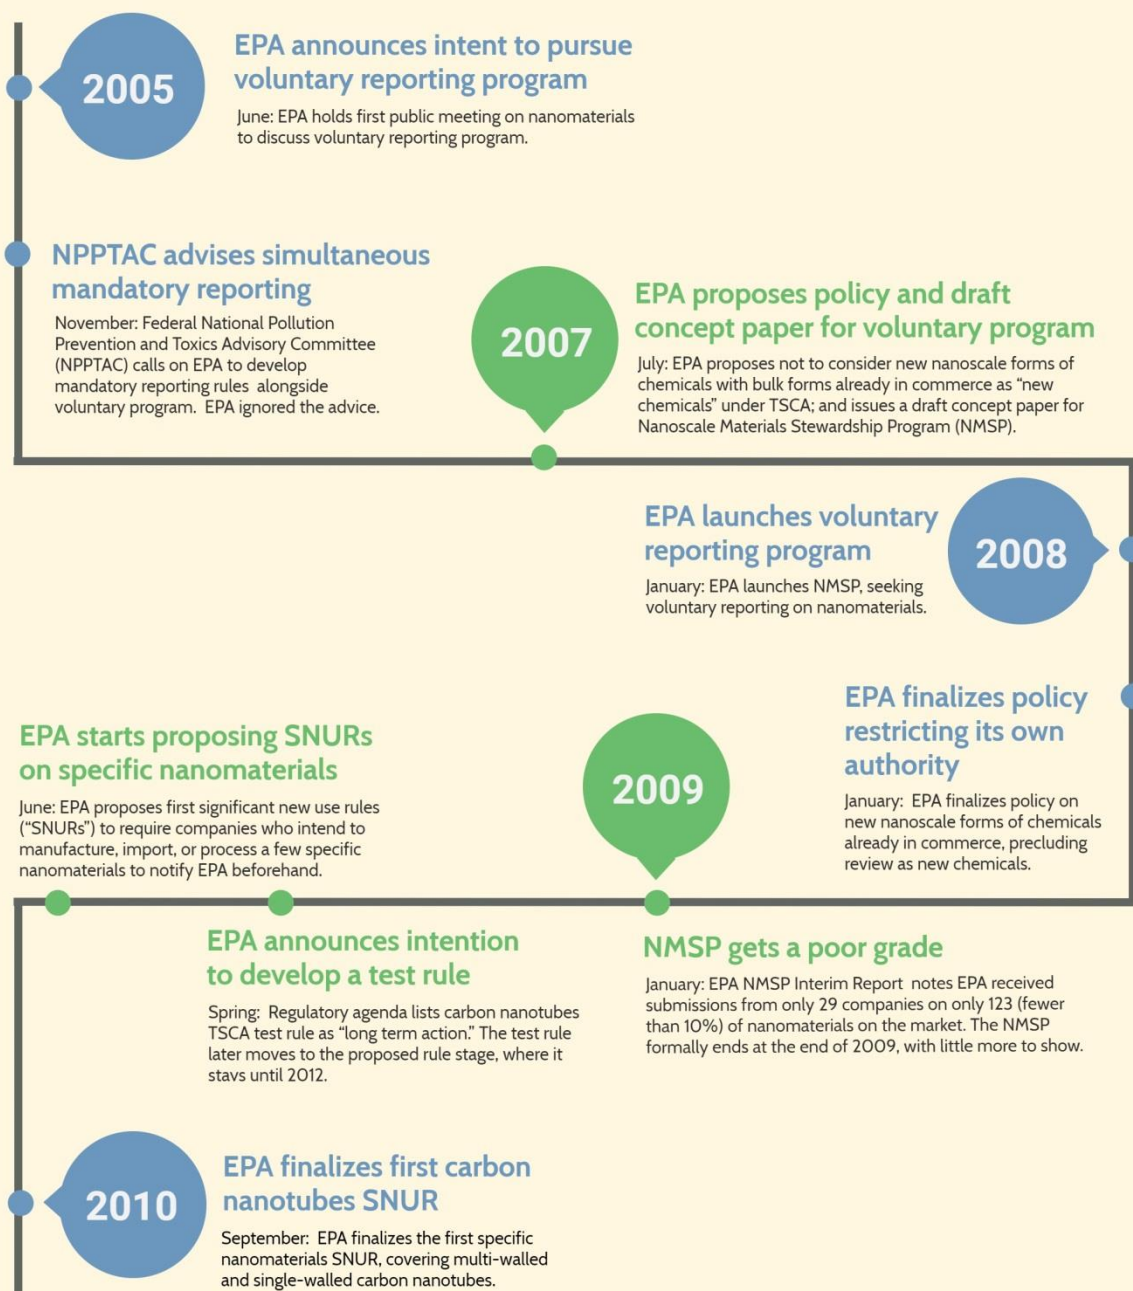 2005
EPA announces intent to pursue
voluntary reporting program
June: EPA holds first public meeting on nanomaterials
to discuss voluntary reporting program.
NPPTAC advises simultaneous
mandatory reporting
November: Federal National Pollution
Prevention and Toxics Advisory Committee
(NPPTAC) calls on EPA to develop
mandatory reporting rules alongside
voluntary program. EPA ignored the advice.
2007
EPA proposes policy and draft
concept paper for voluntary program
July: EPA proposes not to consider new nanoscale forms of
chemicals with bulk forms already in commerce as “new
chemicals” under TSCA; and issues a draft concept paper for
Nanoscale Materials Stewardship Program (NMSP).
EPA launches voluntary
reporting program
January: EPA launches NMSP, seeking
voluntary reporting on nanomaterials.
2008
EPA finalizes policy
restricting its own
authority
January: EPA finalizes policy on
new nanoscale forms of chemicals
already in commerce, precluding
review as new chemicals.
2009
NMSP gets a poor grade
January: EPA NMSP Interim Report notes EPA received
submissions from only 29 companies on only 123 (fewer
than 10%) of nanomaterials on the market. The NMSP
formally ends at the end of 2009, with little more to show.
EPA announces intention
to develop a test rule
Spring: Regulatory agenda lists carbon nanotubes
TSCA test rule as “long term action.” The test rule
later moves to the proposed rule stage, where it
stavs until 2012.
EPA starts proposing SNURs
on specific nanomaterials
June: EPA proposes first significant new use rules
(“SNURs”) to require companies who intend to
manufacture, import, or process a few specific
nanomaterials to notify EPA beforehand.
2010
EPA finalizes first carbon
nanotubes SNUR
September: EPA finalizes the first specific
nanomaterials SNUR, covering multi-walled
and single-walled carbon nanotubes.